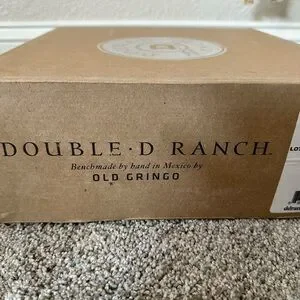 DOUBLE·D RANCH
Benchmade by hand in Mexico by
OLD GRINGO